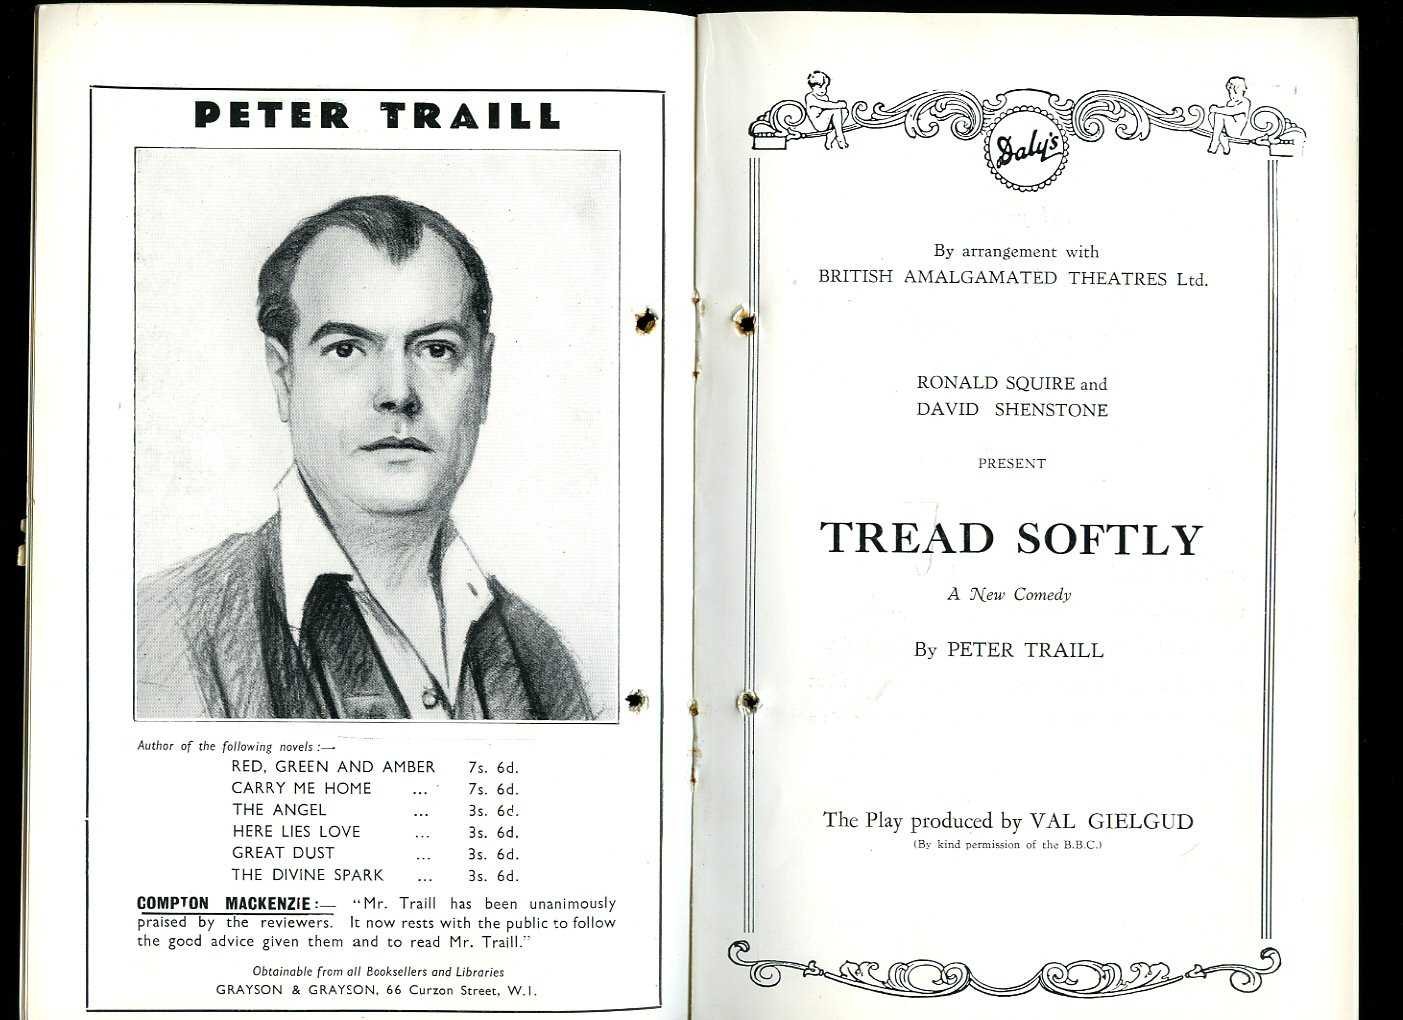 PETER TRAILL
Author of the following novels :—
RED, GREEN AND AMBER 7s. 6d.
CARRY ME HOME ... 7s. 6d.
THE ANGEL ... 3s. 6d.
HERE LIES LOVE ... 3s. 6d.
GREAT DUST ... 3s. 6d.
THE DIVINE SPARK ... 3s. 6d.
COMPTON MACKENZIE :— "Mr. Traill has been unanimously
praised by the reviewers. It now rests with the public to follow
the good advice given them and to read Mr. Traill."
Obtainable from all Booksellers and Libraries
GRAYSON & GRAYSON, 66 Curzon Street, W.1.
Daly's
By arrangement with
BRITISH AMALGAMATED THEATRES Ltd.
RONALD SQUIRE and
DAVID SHENSTONE
PRESENT
TREAD SOFTLY
A New Comedy
By PETER TRAILL
The Play produced by VAL GIELGUD
(By kind permission of the B.B.C.)